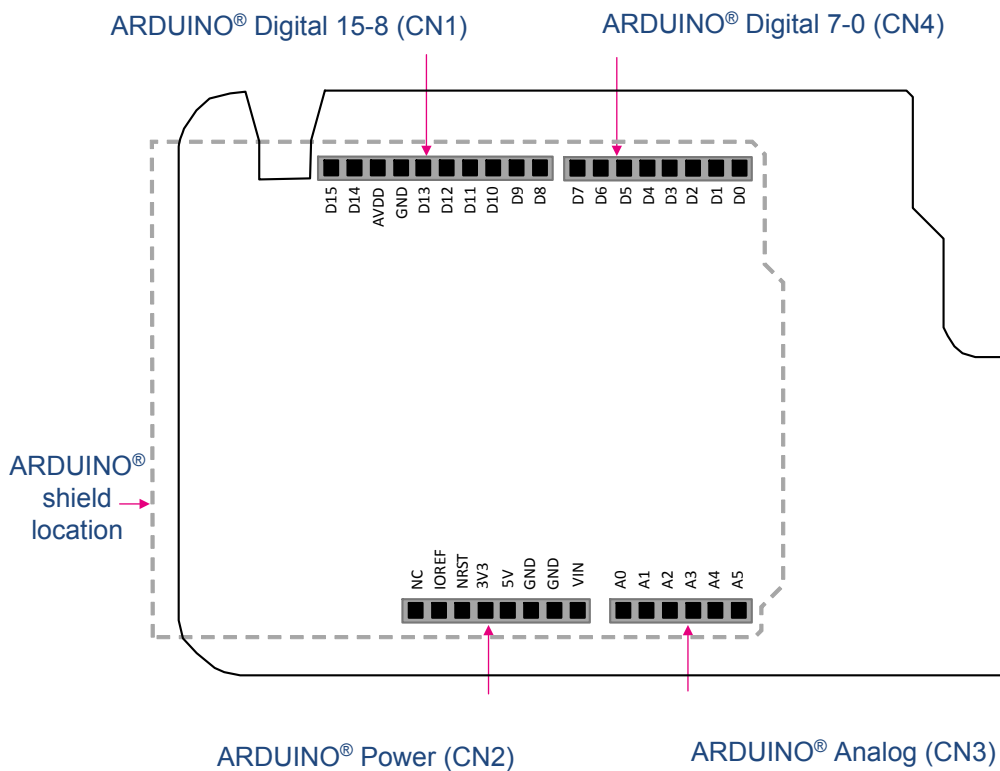 ARDUINO® Digital 15-8 (CN1)
ARDUINO® Digital 7-0 (CN4)
D15
D14
AVDD
GND
D13
D12
D11
D10
D9
D8
D7
D6
D5
D4
D3
D2
D1
D0
ARDUINO®
shield
location
NC
IOREF
NRST
3V3
5V
GND
GND
VIN
A0
A1
A2
A3
A4
A5
ARDUINO® Power (CN2)
ARDUINO® Analog (CN3)